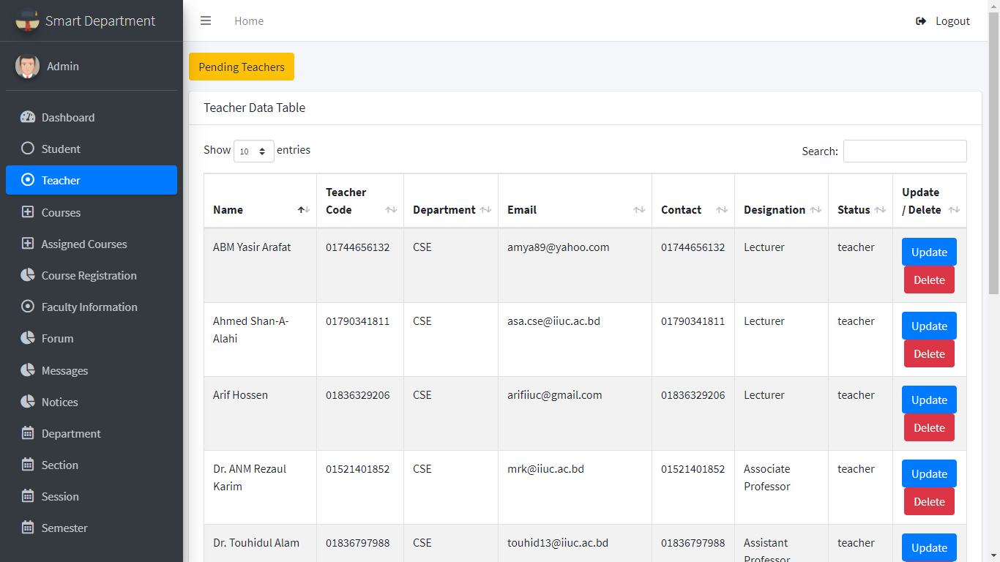 Smart Department
Home
Logout
Admin
Dashboard
Student
Teacher
Courses
Assigned Courses
Course Registration
Faculty Information
Forum
Messages
Notices
Department
Section
Session
Semester
Pending Teachers
Teacher Data Table
Show 10 entries
Search:
Name Teacher Code Department Email Contact Designation Status Update / Delete
ABM Yasir Arafat 01744656132 CSE amya89@yahoo.com 01744656132 Lecturer teacher Update
Delete
Ahmed Shan-A- 01790341811 CSE asa.cse@iiuc.ac.bd 01790341811 Lecturer teacher Update
Alahi Delete
Arif Hossen 01836329206 CSE arifiiuc@gmail.com 01836329206 Lecturer teacher Update
Delete
Dr. ANM Rezaul 01521401852 CSE mrk@iiuc.ac.bd 01521401852 Associate teacher Update
Karim Professor Delete
Dr. Touhidul Alam 01836797988 CSE touhid13@iiuc.ac.bd 01836797988 Assistant teacher Update
Professor